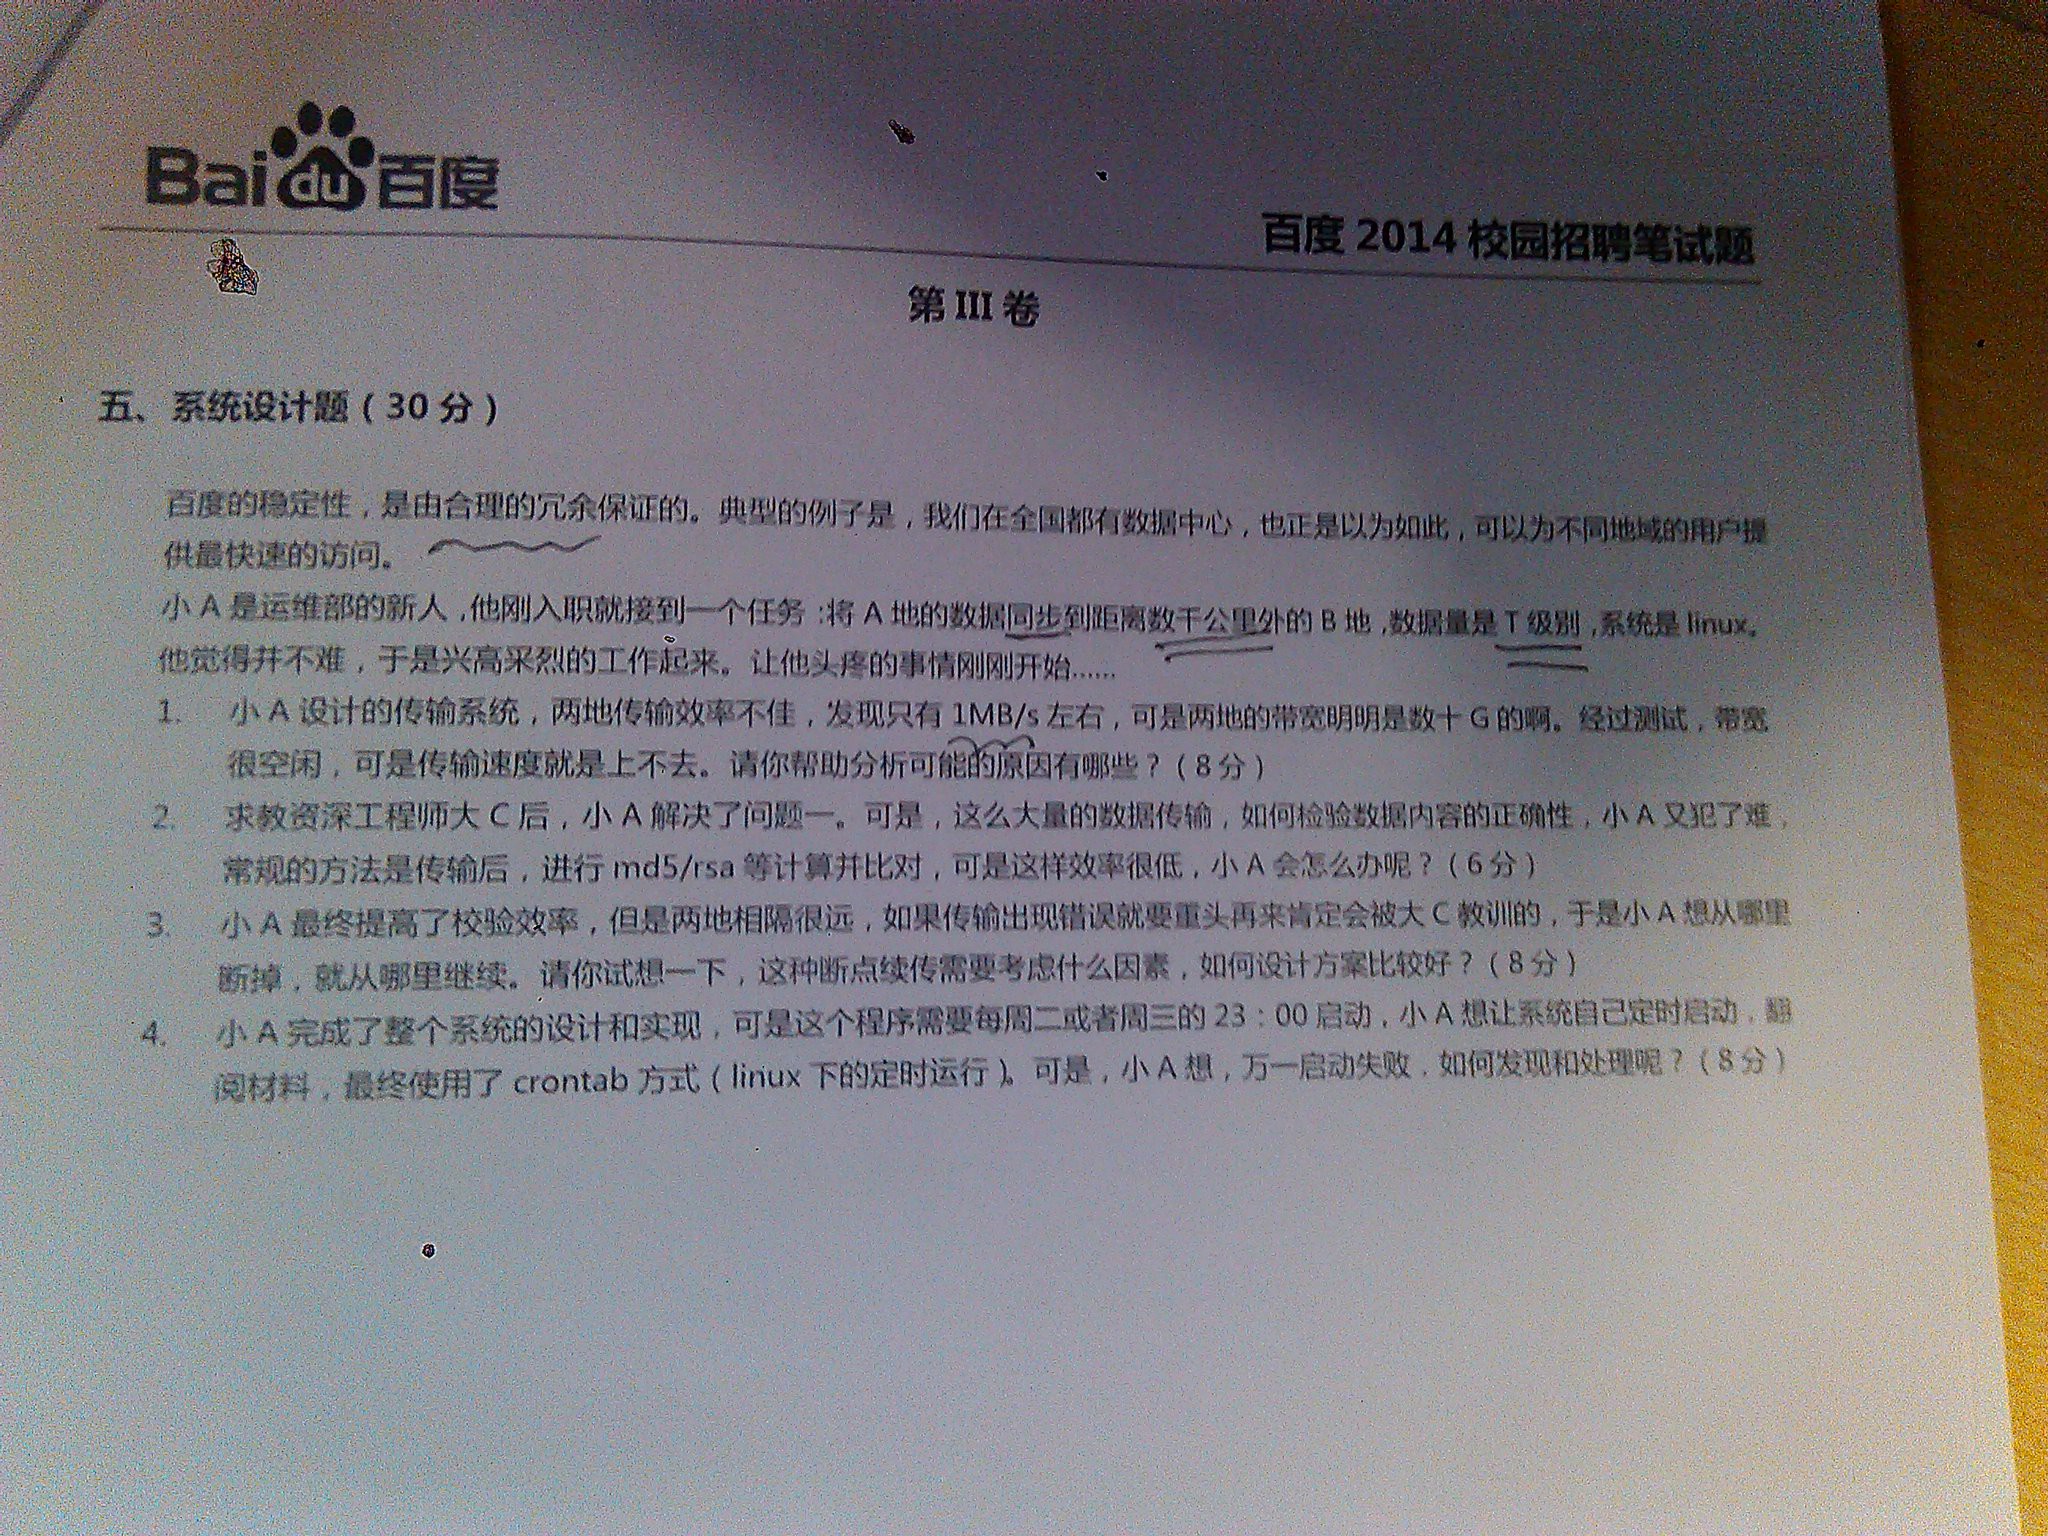 Baidu百度
百度 2014 校园招聘笔试题
第 III 卷
五、系统设计题（30 分）
百度的稳定性，是由合理的冗余保证的。典型的例子是，我们在全国都有数据中心，也正是以为如此，可以为不同地域的用户提
供最快速的访问。
小 A 是运维部的新人，他刚入职就接到一个任务：将 A 地的数据同步到距离数千公里外的 B 地，数据量是 T 级别，系统是 linux。
他觉得并不难，于是兴高采烈的工作起来。让他头疼的事情刚刚开始……
1. 小 A 设计的传输系统，两地传输效率不佳，发现只有 1MB/s 左右，可是两地的带宽明明是数十 G 的啊。经过测试，带宽
很空闲，可是传输速度就是上不去。请你帮助分析可能的原因有哪些？（8 分）
2. 求教资深工程师大 C 后，小 A 解决了问题一。可是，这么大量的数据传输，如何检验数据内容的正确性，小 A 又犯了难，
常规的方法是传输后，进行 md5/rsa 等计算并比对，可是这样效率很低，小 A 会怎么办呢？（6 分）
3. 小 A 最终提高了校验效率，但是两地相隔很远，如果传输出现错误就要重头再来肯定会被大 C 教训的，于是小 A 想从哪里
断掉，就从哪里继续。请你试想一下，这种断点续传需要考虑什么因素，如何设计方案比较好？（8 分）
4. 小 A 完成了整个系统的设计和实现，可是这个程序需要每周二或者周三的 23：00 启动，小 A 想让系统自己定时启动，翻
阅材料，最终使用了 crontab 方式（linux 下的定时运行）。可是，小 A 想，万一启动失败，如何发现和处理呢？（8 分）